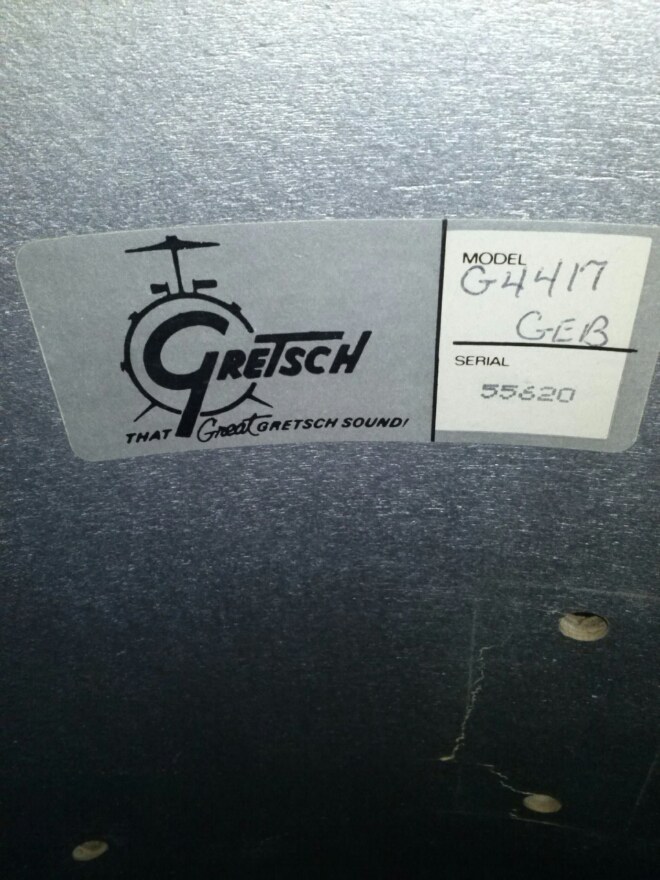 GRETSCH
THAT Great GRETSCH SOUND!
MODEL
G4417
GEB
SERIAL
55620